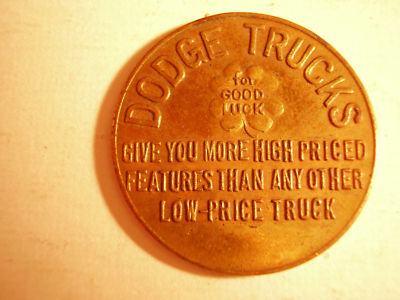 DODGE TRUCKS
for
GOOD
LUCK
GIVE YOU MORE HIGH PRICED
FEATURES THAN ANY OTHER
LOW-PRICE TRUCK